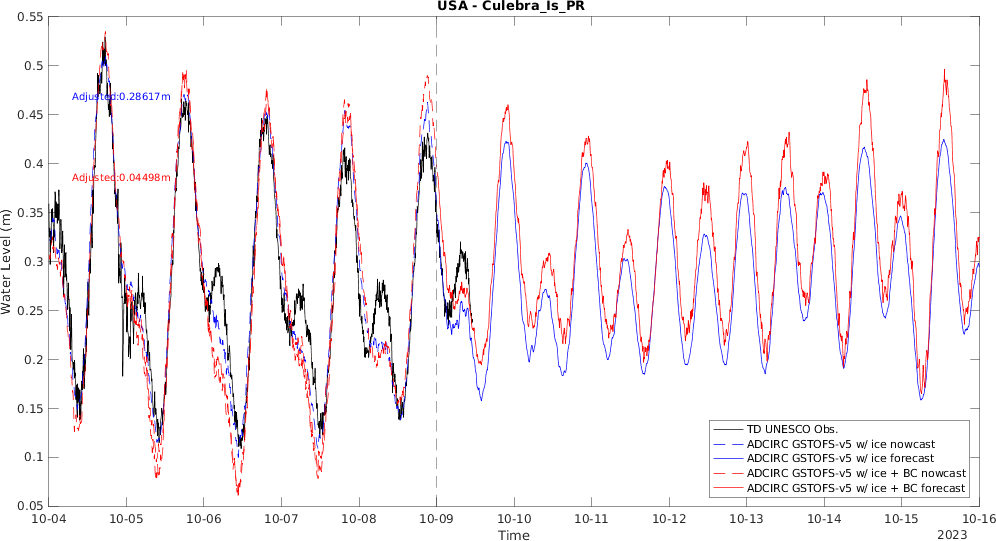 USA - Culebra_Is_PR
0.55
0.5
0.45
0.4
0.35
0.3
0.25
0.2
0.15
0.1
0.05
Water Level (m)
Adjusted:0.28617m
Adjusted:0.04498m
TD UNESCO Obs.
ADCIRC GSTOFS-v5 w/ ice nowcast
ADCIRC GSTOFS-v5 w/ ice forecast
ADCIRC GSTOFS-v5 w/ ice + BC nowcast
ADCIRC GSTOFS-v5 w/ ice + BC forecast
10-04 10-05 10-06 10-07 10-08 10-09 10-10 10-11 10-12 10-13 10-14 10-15 10-16
Time
2023